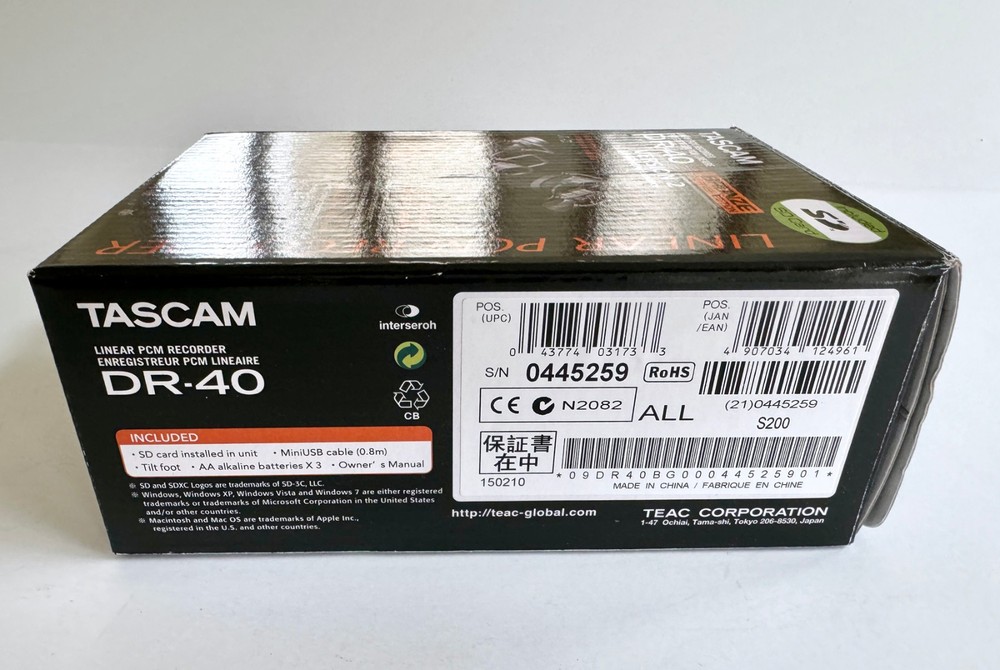 TASCAM
LINEAR PCM RECORDER
TASCAM
LINEAR PCM RECORDER
ENREGISTREUR PCM LINEAIRE
DR-40
interseroh
CB
INCLUDED
・SD card installed in unit ・MiniUSB cable (0.8m)
・Tilt foot ・AA alkaline batteries X 3 ・Owner's Manual
※ SD and SDXC Logos are trademarks of SD-3C, LLC.
※ Windows, Windows XP, Windows Vista and Windows 7 are either registered
trademarks or trademarks of Microsoft Corporation in the United States
and/or other countries.
※ Macintosh and Mac OS are trademarks of Apple Inc.,
registered in the U.S. and other countries.
POS.
(UPC)
0 43774 03173 3
POS.
(JAN
/EAN)
4 907034 124961
S/N 0445259 RoHS
(21)0445259
CE N2082 ALL
S200
保証書
在中
150210
*09DR40BG00044525901*
MADE IN CHINA / FABRIQUE EN CHINE
http://teac-global.com
TEAC CORPORATION
1-47 Ochiai, Tama-shi, Tokyo 206-8530, Japan